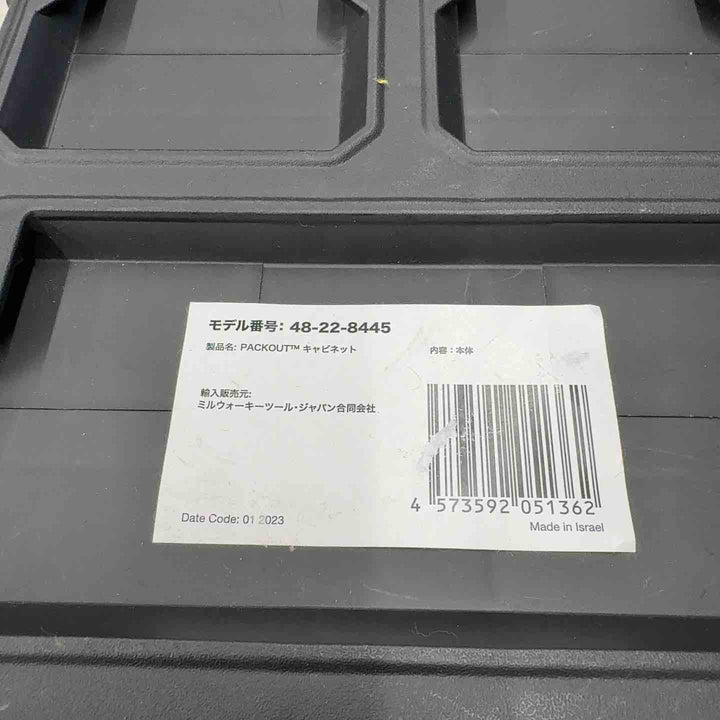 モデル番号: 48-22-8445
製品名: PACKOUT™ キャビネット
内容：本体
輸入販売元:
ミルウォーキーツール・ジャパン合同会社
4 573592 051362
Date Code: 01 2023
Made in Israel